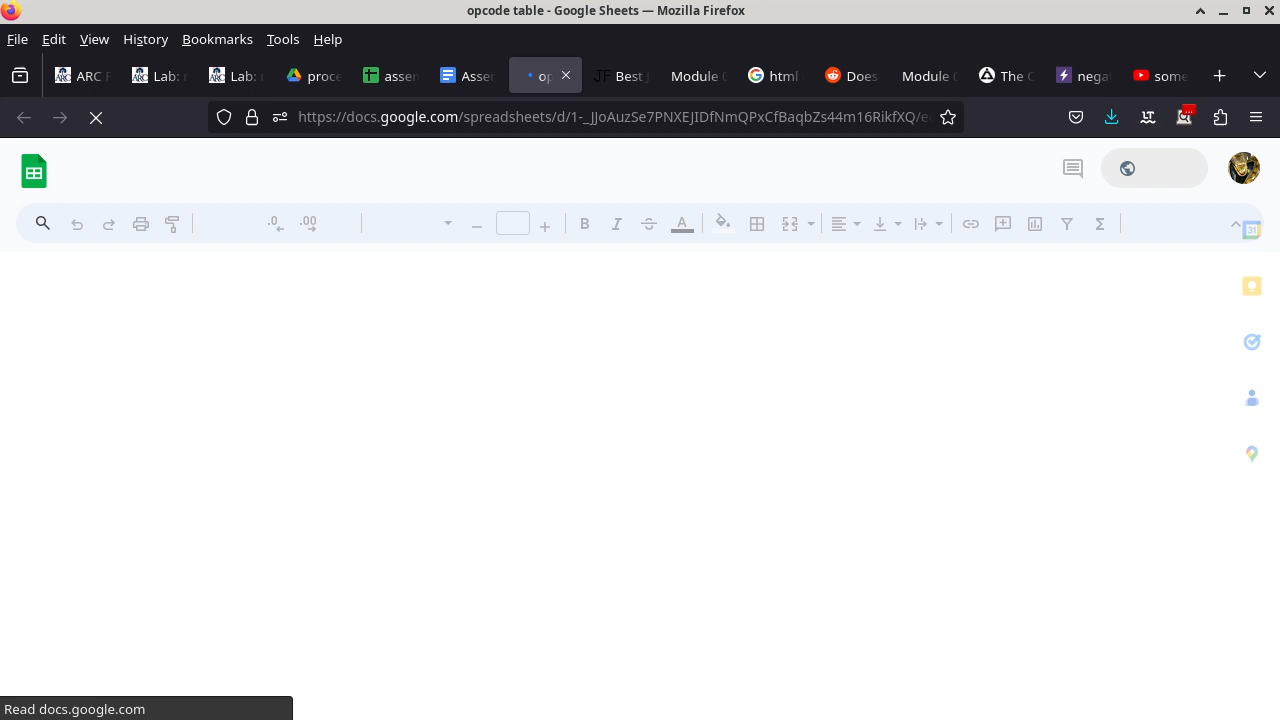 opcode table - Google Sheets — Mozilla Firefox
File Edit View History Bookmarks Tools Help
ARC Lab: Lab: proce assen Asser op Best Module html Does Module The C nega some
https://docs.google.com/spreadsheets/d/1-_JJoAuzSe7PNXEJIDfNmQPxCfBaqbZs44m16RikfXQ/e
.0 .00 B I A Σ
31
Read docs.google.com